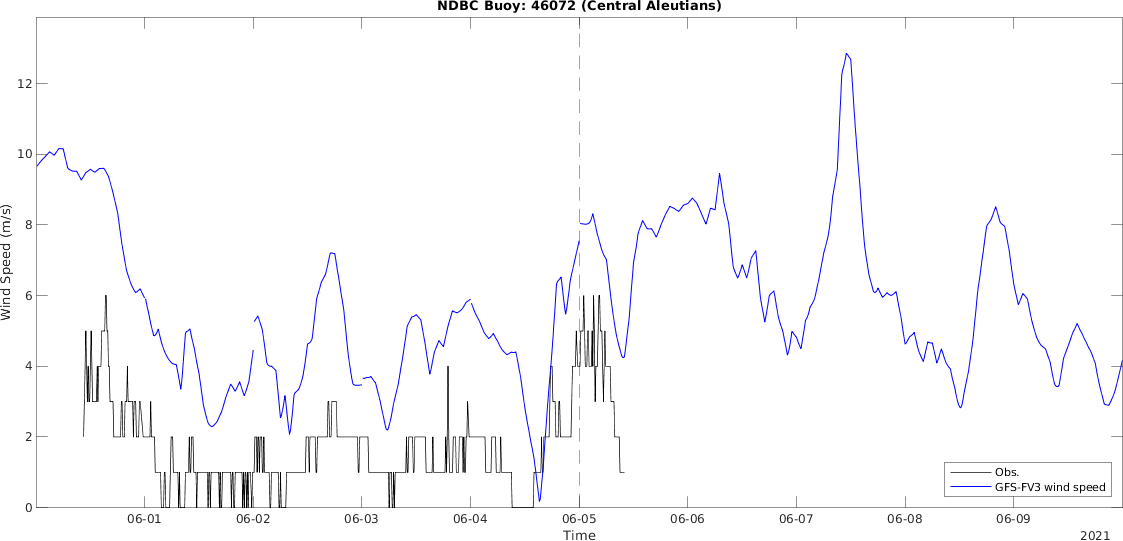 NDBC Buoy: 46072 (Central Aleutians)
Wind Speed (m/s)
12
10
8
6
4
2
0
06-01 06-02 06-03 06-04 06-05 06-06 06-07 06-08 06-09
Time
2021
Obs.
GFS-FV3 wind speed